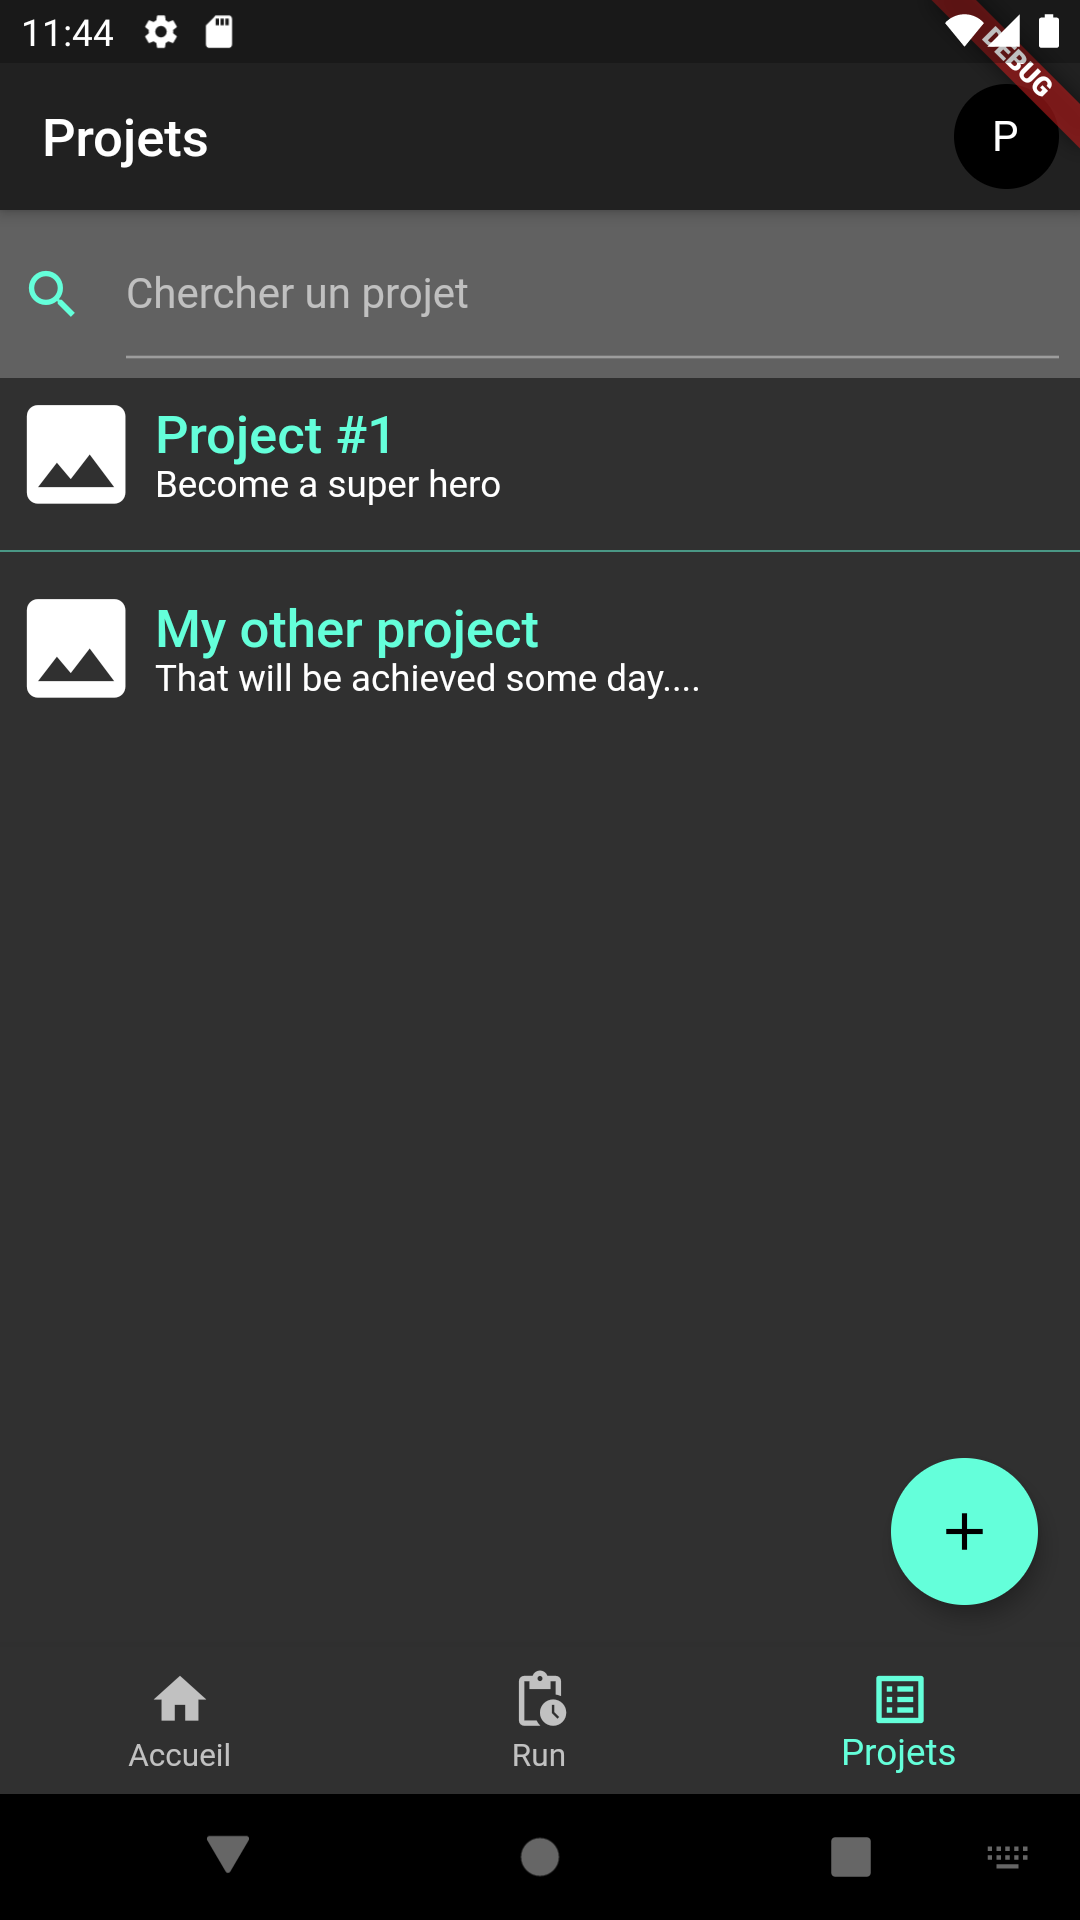 11:44
DEBUG
Projets
P
Chercher un projet
Project #1
Become a super hero
My other project
That will be achieved some day....
Accueil
Run
Projets